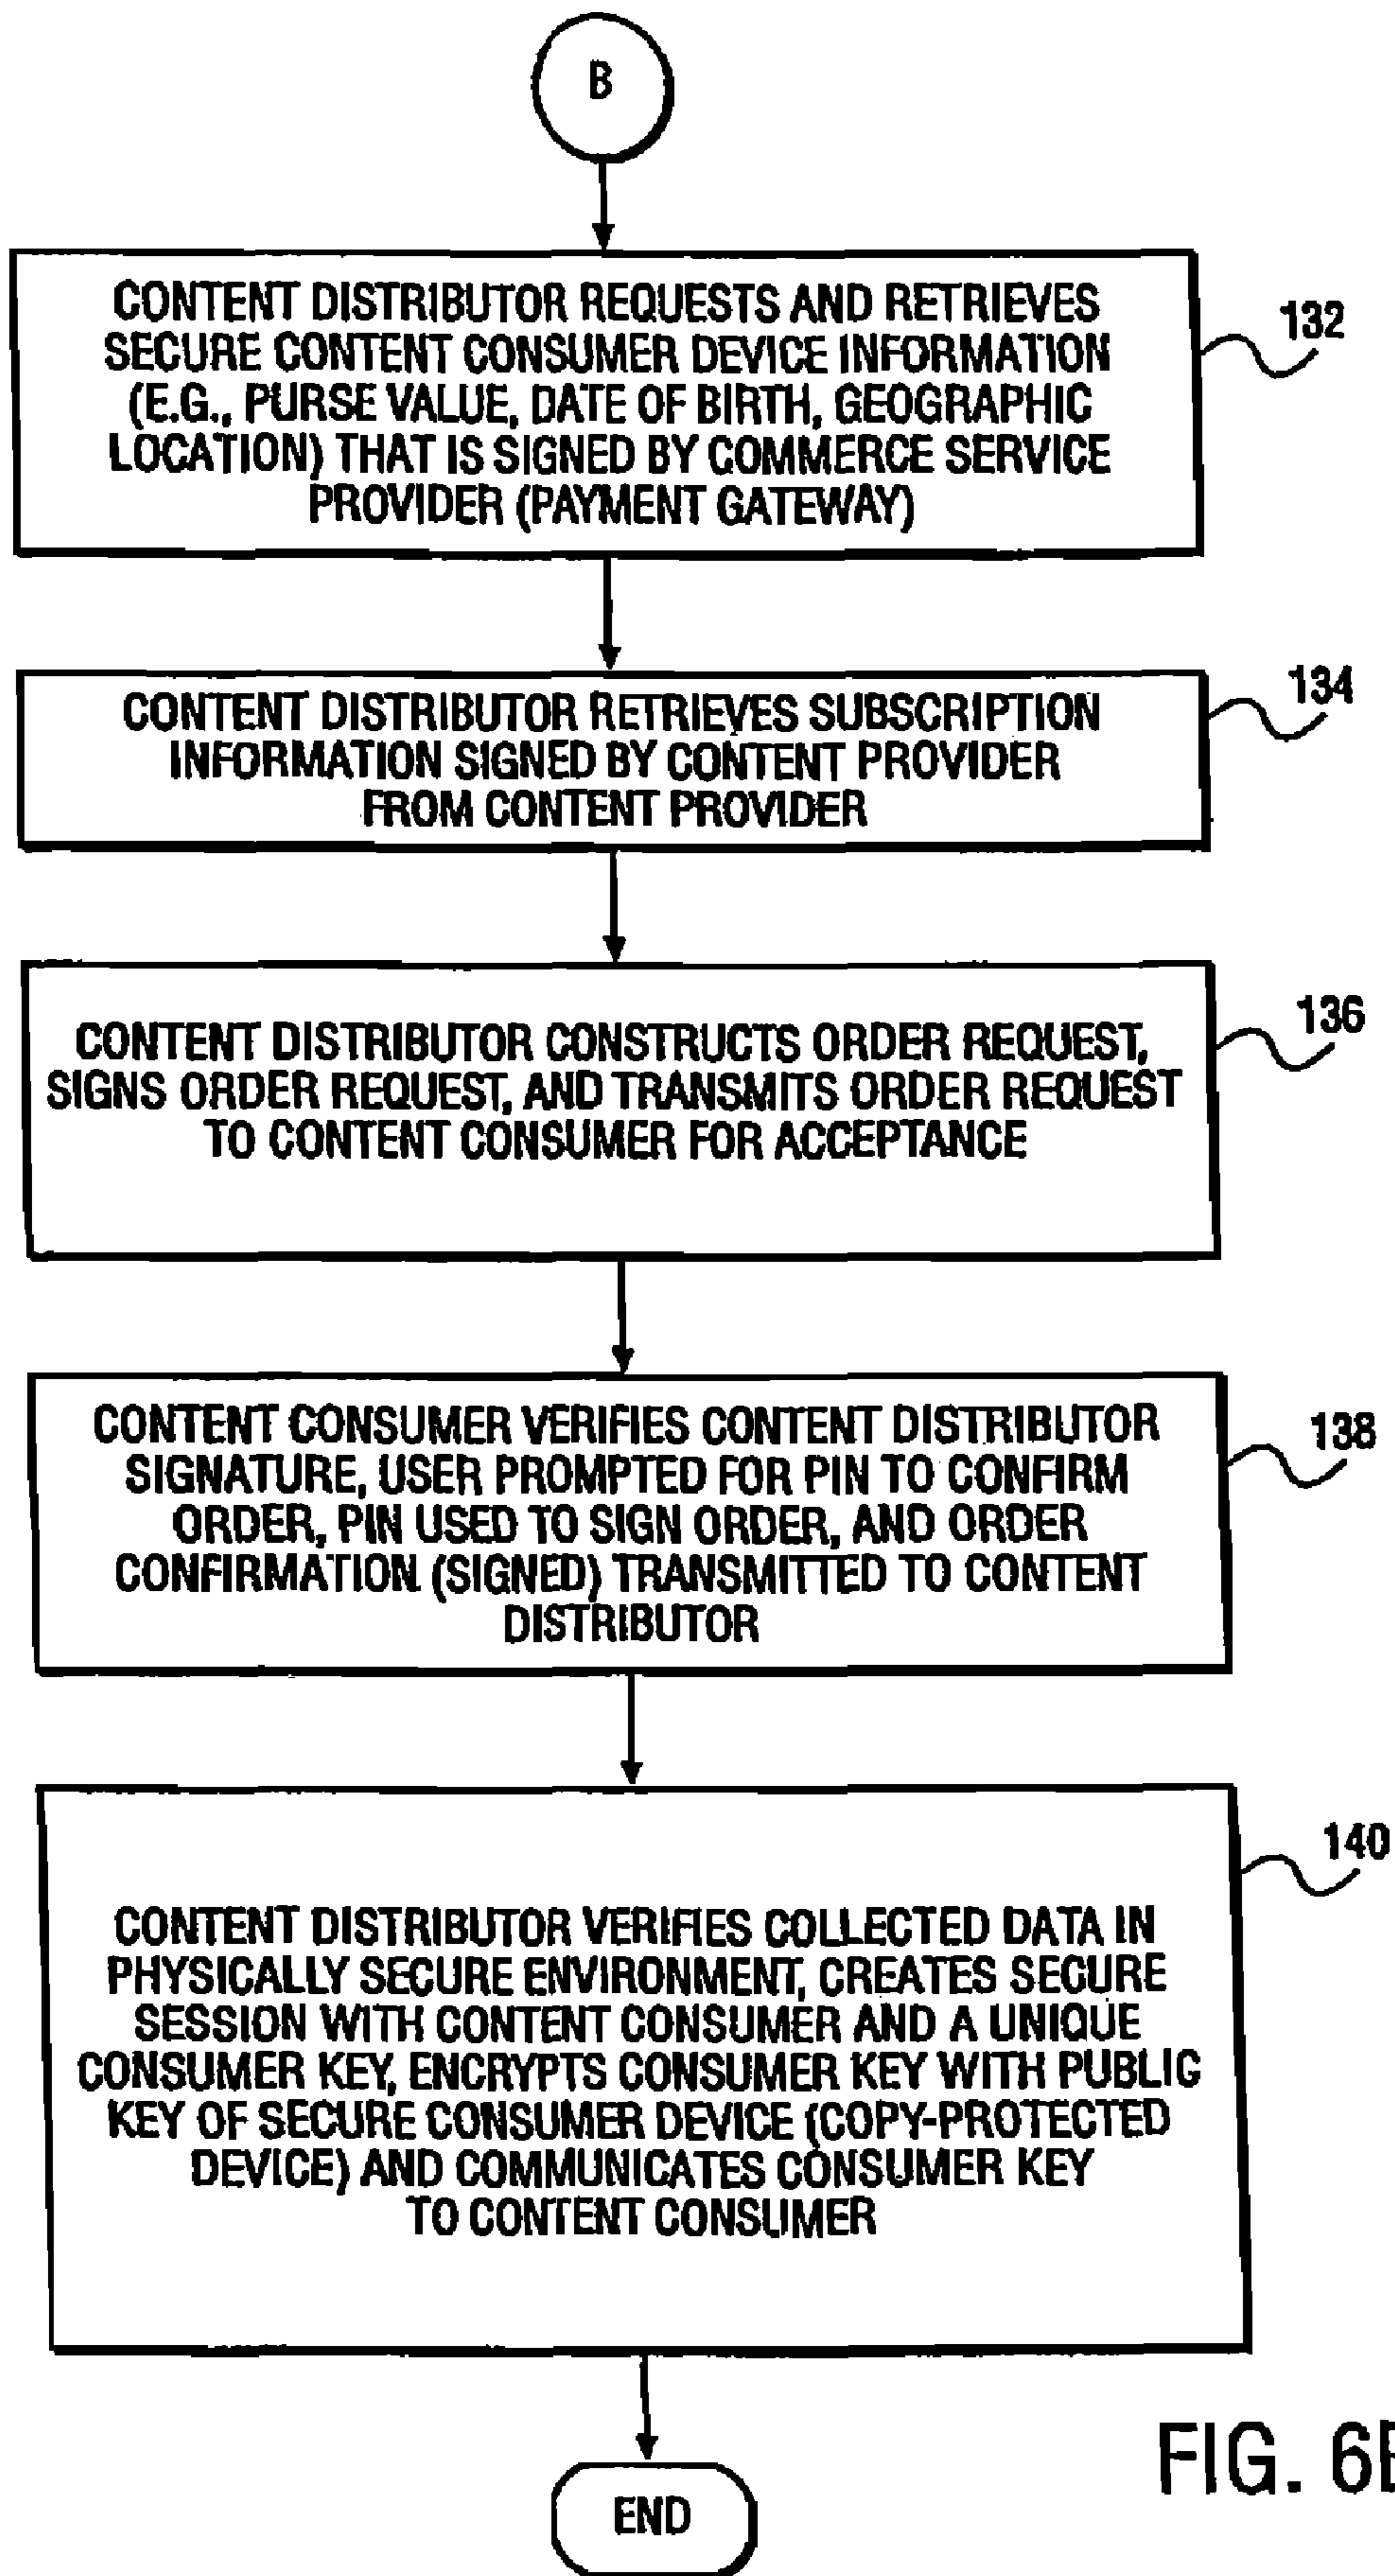 B
CONTENT DISTRIBUTOR REQUESTS AND RETRIEVES
SECURE CONTENT CONSUMER DEVICE INFORMATION
(E.G., PURSE VALUE, DATE OF BIRTH, GEOGRAPHIC
LOCATION) THAT IS SIGNED BY COMMERCE SERVICE
PROVIDER (PAYMENT GATEWAY)
132
CONTENT DISTRIBUTOR RETRIEVES SUBSCRIPTION
INFORMATION SIGNED BY CONTENT PROVIDER
FROM CONTENT PROVIDER
134
CONTENT DISTRIBUTOR CONSTRUCTS ORDER REQUEST,
SIGNS ORDER REQUEST, AND TRANSMITS ORDER REQUEST
TO CONTENT CONSUMER FOR ACCEPTANCE
136
CONTENT CONSUMER VERIFIES CONTENT DISTRIBUTOR
SIGNATURE, USER PROMPTED FOR PIN TO CONFIRM
ORDER, PIN USED TO SIGN ORDER, AND ORDER
CONFIRMATION (SIGNED) TRANSMITTED TO CONTENT
DISTRIBUTOR
138
CONTENT DISTRIBUTOR VERIFIES COLLECTED DATA IN
PHYSICALLY SECURE ENVIRONMENT, CREATES SECURE
SESSION WITH CONTENT CONSUMER AND A UNIQUE
CONSUMER KEY, ENCRYPTS CONSUMER KEY WITH PUBLIC
KEY OF SECURE CONSUMER DEVICE (COPY-PROTECTED
DEVICE) AND COMMUNICATES CONSUMER KEY
TO CONTENT CONSUMER
140
END
FIG. 6B